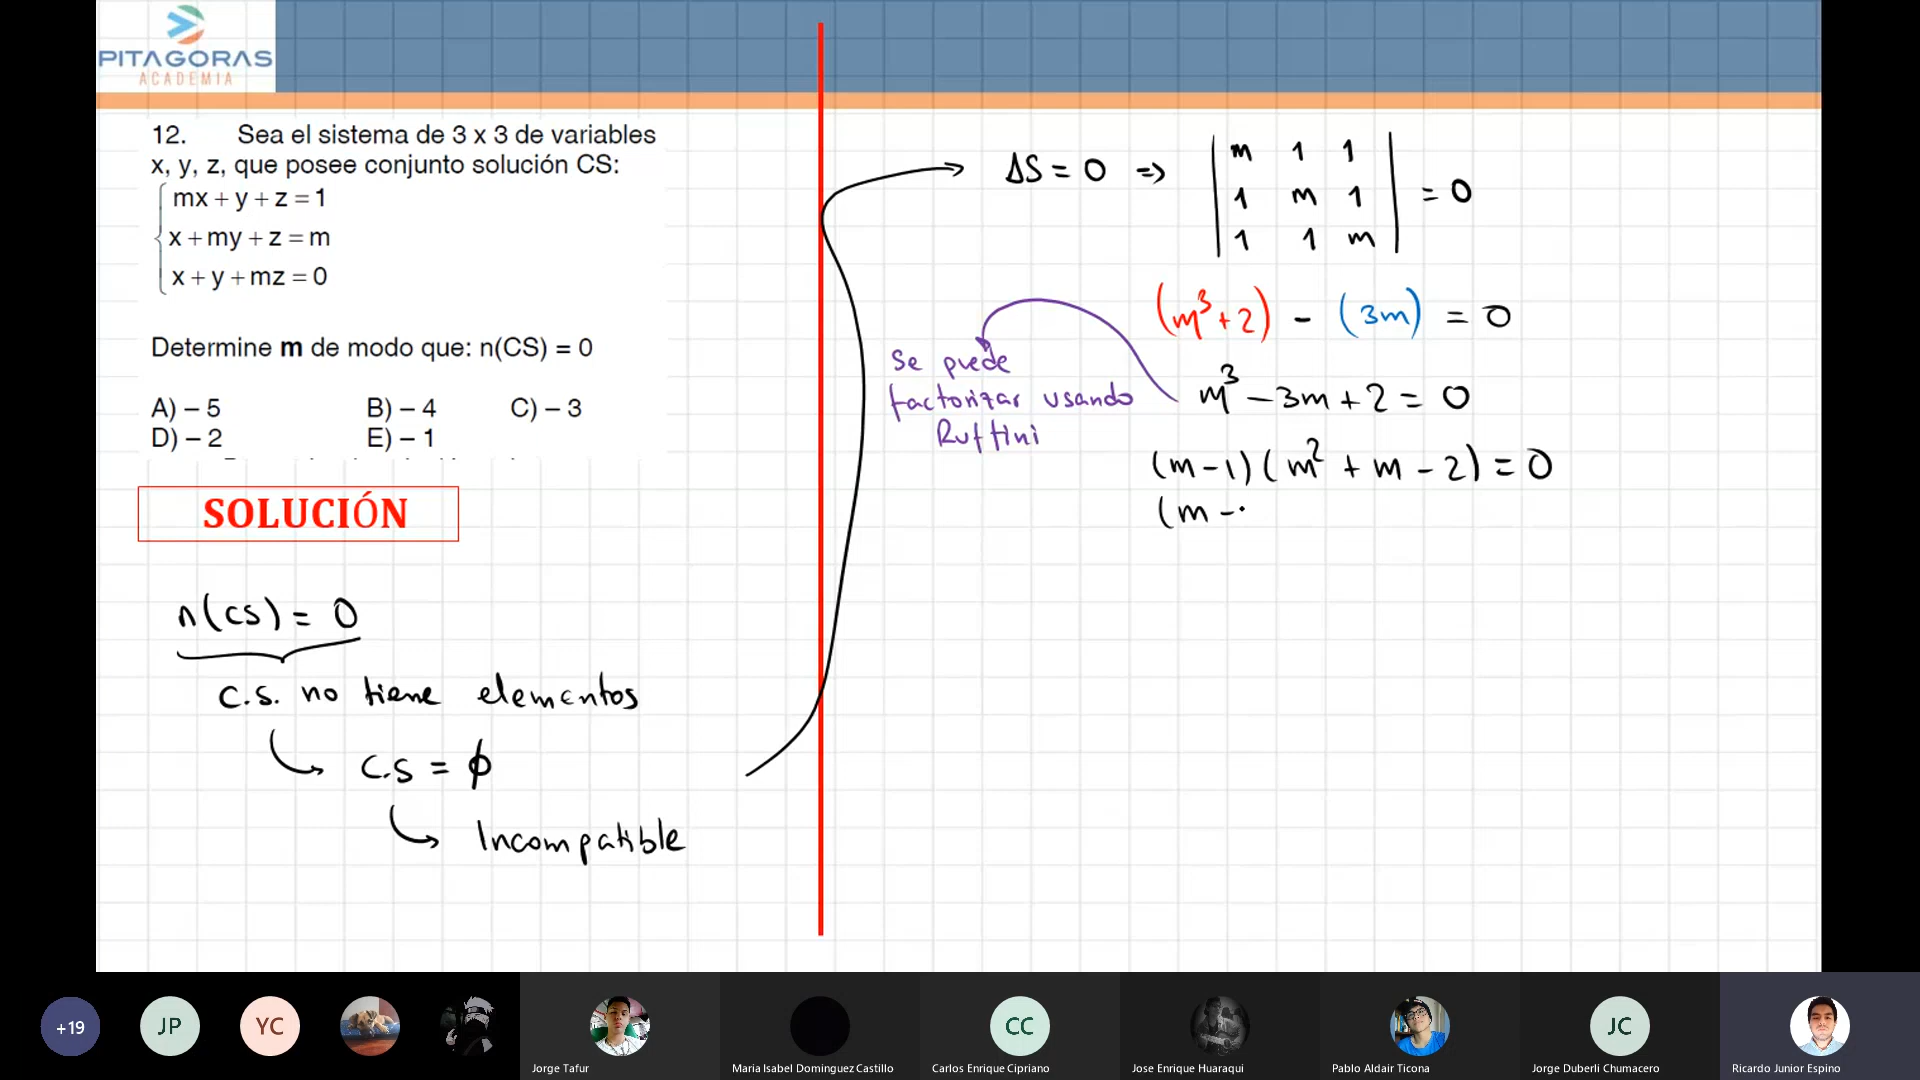 PITAGORAS
ACADEMIA
12. Sea el sistema de 3 x 3 de variables
x, y, z, que posee conjunto solución CS:
mx + y + z = 1
x + my + z = m
x + y + mz = 0
Determine m de modo que: n(CS) = 0
A) – 5 B) – 4 C) – 3
D) – 2 E) – 1
SOLUCIÓN
n(CS) = 0
C.S. no tiene elementos
C.S = ϕ
Incompatible
ΔS = 0 => | m 1 1 |
| 1 m 1 | = 0
| 1 1 m |
(m³+2) - (3m) = 0
Se puede
factorizar usando
Ruffini
m³ - 3m + 2 = 0
(m-1)(m² + m - 2) = 0
(m -
+19
JP
YC
Jorge Tafur
Maria Isabel Dominguez Castillo
CC
Carlos Enrique Cipriano
Jose Enrique Huaraqui
Pablo Aldair Ticona
JC
Jorge Duberli Chumacero
Ricardo Junior Espino